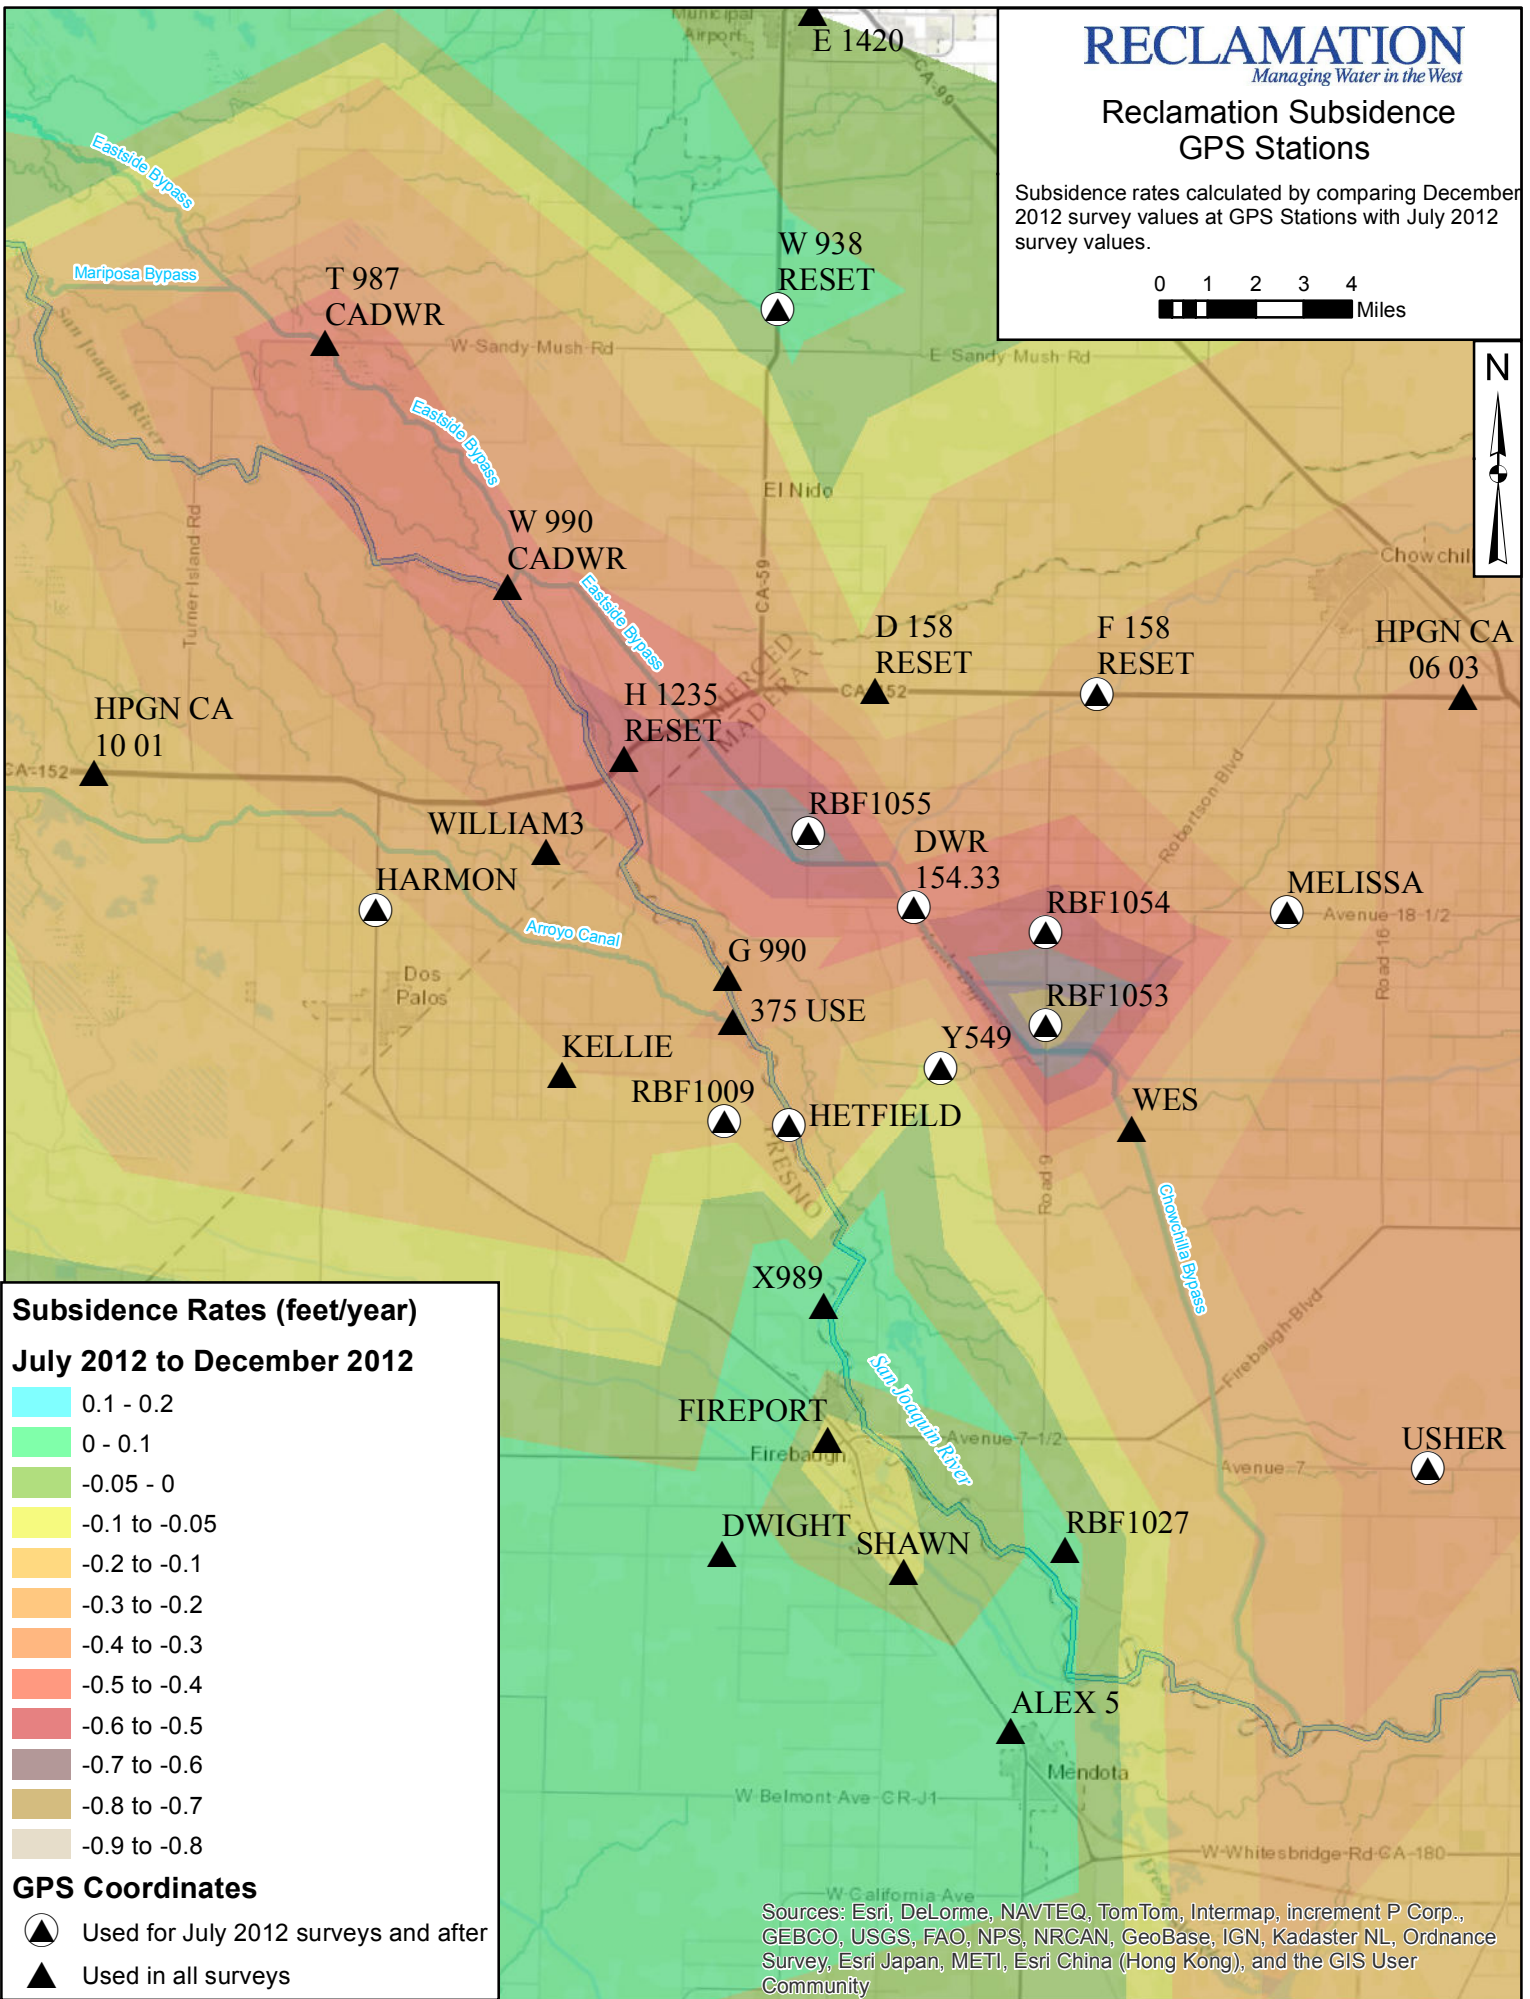 Municipal
Airport
E 1420
CA-99
RECLAMATION
Managing Water in the West
Reclamation Subsidence
GPS Stations
Subsidence rates calculated by comparing December
2012 survey values at GPS Stations with July 2012
survey values.
0 1 2 3 4
Miles
N
Eastside Bypass
Mariposa Bypass
San Joaquin River
T 987
CADWR
W 938
RESET
W Sandy Mush Rd
E Sandy Mush Rd
Eastside Bypass
El Nido
Turner Island Rd
W 990
CADWR
CA-59
Eastside Bypass
Chowchill
D 158
RESET
F 158
RESET
HPGN CA
06 03
MERCED
MADERA
CA-152
H 1235
RESET
HPGN CA
10 01
CA-152
Robertson Blvd
RBF1055
WILLIAM3
DWR
154.33
HARMON
MELISSA
RBF1054
Avenue 18-1/2
Arroyo Canal
G 990
Dos
Palos
Road 16
RBF1053
375 USE
Y549
KELLIE
RBF1009
HETFIELD
WES
FRESNO
Road 9
Chowchilla Bypass
X989
San Joaquin River
Firebaugh Blvd
FIREPORT
Avenue 7-1/2
Firebaugh
USHER
Avenue 7
DWIGHT
SHAWN
RBF1027
ALEX 5
Mendota
W Belmont Ave CR-J1
W Whitesbridge Rd CA-180
W California Ave
Subsidence Rates (feet/year)
July 2012 to December 2012
0.1 - 0.2
0 - 0.1
-0.05 - 0
-0.1 to -0.05
-0.2 to -0.1
-0.3 to -0.2
-0.4 to -0.3
-0.5 to -0.4
-0.6 to -0.5
-0.7 to -0.6
-0.8 to -0.7
-0.9 to -0.8
GPS Coordinates
Used for July 2012 surveys and after
Used in all surveys
Sources: Esri, DeLorme, NAVTEQ, TomTom, Intermap, increment P Corp.,
GEBCO, USGS, FAO, NPS, NRCAN, GeoBase, IGN, Kadaster NL, Ordnance
Survey, Esri Japan, METI, Esri China (Hong Kong), and the GIS User
Community